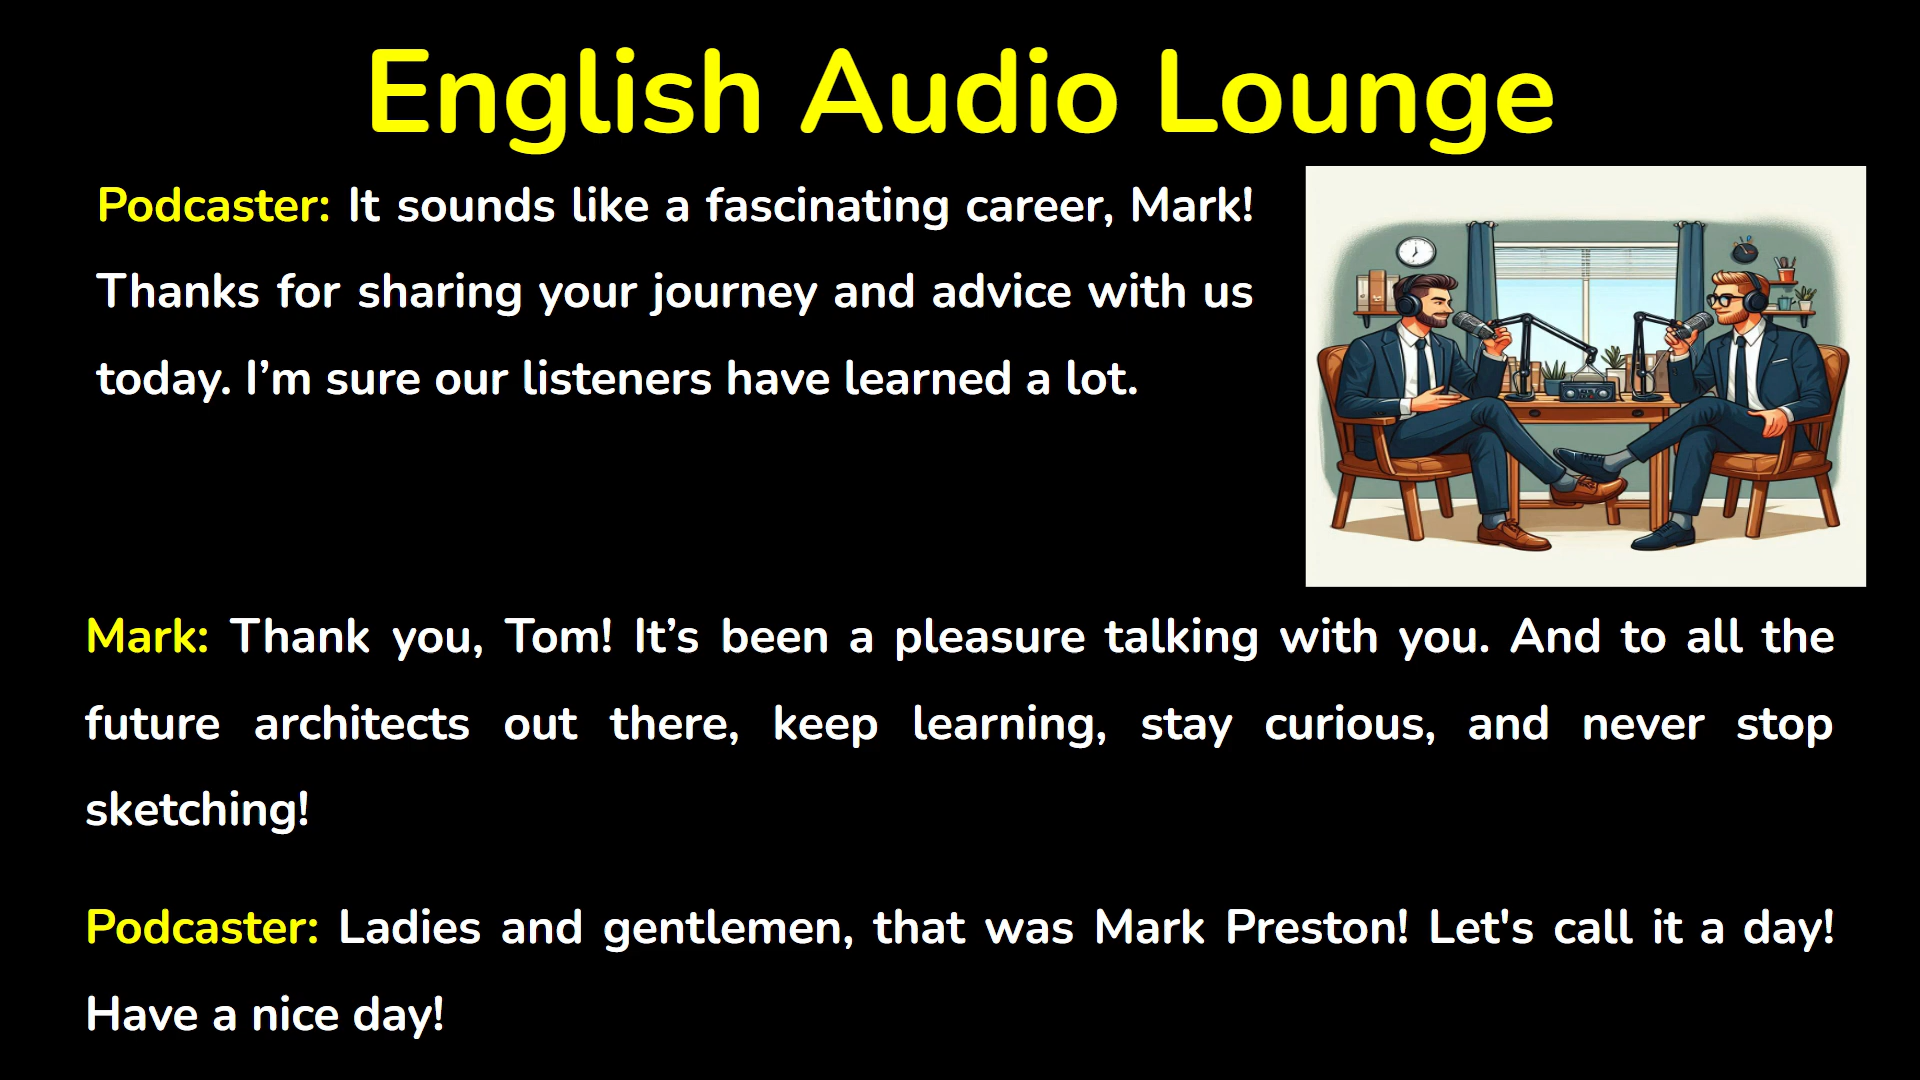 English Audio Lounge
Podcaster: It sounds like a fascinating career, Mark!
Thanks for sharing your journey and advice with us
today. I’m sure our listeners have learned a lot.
Mark: Thank you, Tom! It’s been a pleasure talking with you. And to all the
future architects out there, keep learning, stay curious, and never stop
sketching!
Podcaster: Ladies and gentlemen, that was Mark Preston! Let's call it a day!
Have a nice day!